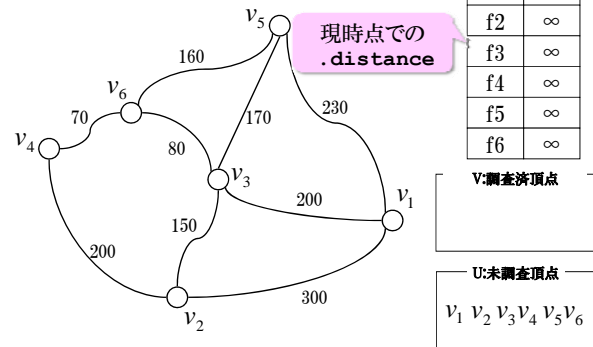 v5
現時点での
.distance
f2 ∞
f3 ∞
f4 ∞
f5 ∞
f6 ∞
160
v6
70
230
170
v4
80
v3
V:調査済頂点
200
v1
150
200
U:未調査頂点
300
v1 v2 v3 v4 v5 v6
v2